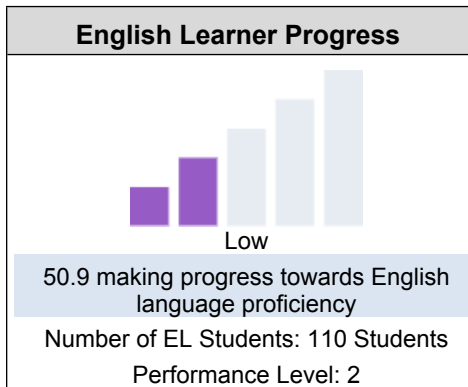 English Learner Progress
Low
50.9 making progress towards English
language proficiency
Number of EL Students: 110 Students
Performance Level: 2